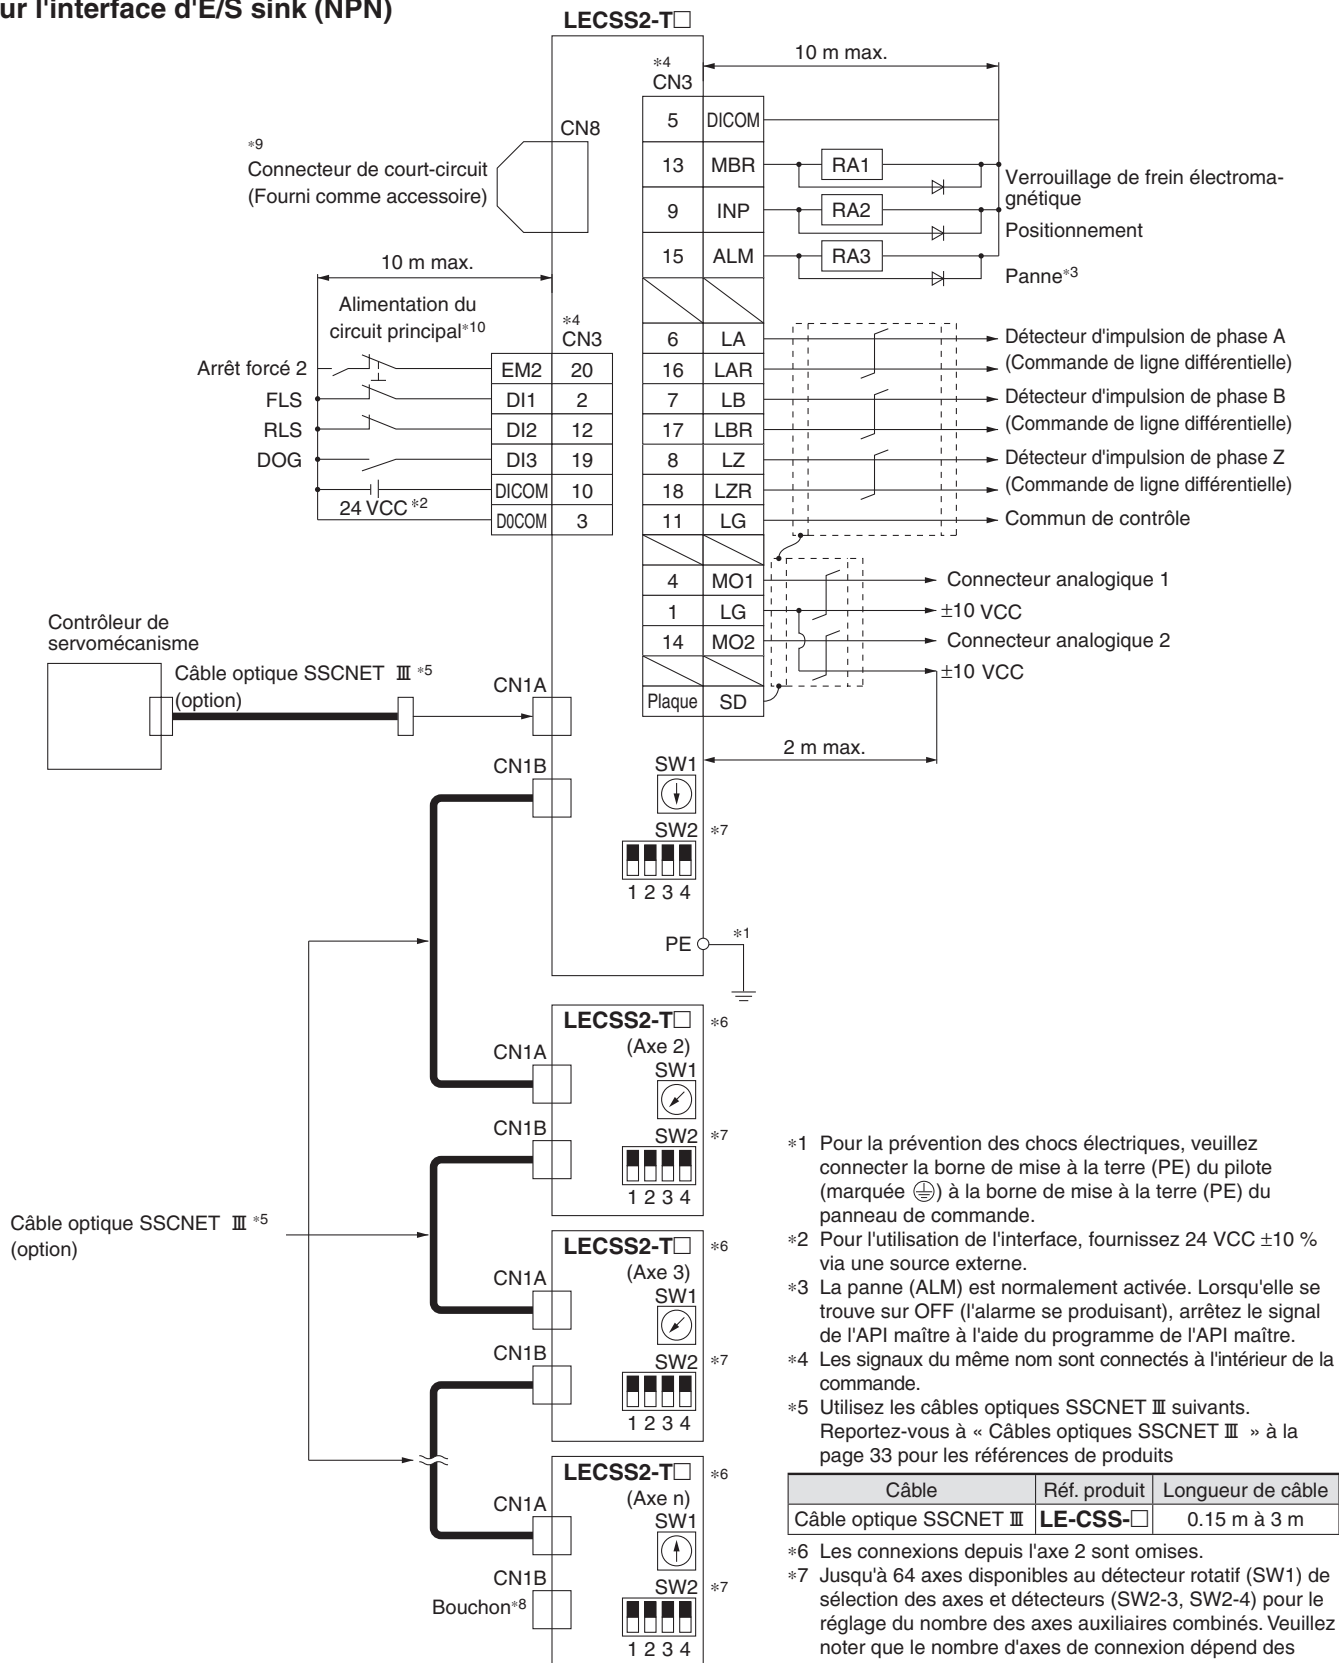 ur l'interface d'E/S sink (NPN)
LECSS2-T□
*4
CN3
10 m max.
5 DICOM
13 MBR RA1
9 INP RA2
15 ALM RA3
Verrouillage de frein électroma-
gnétique
Positionnement
Panne*3
CN8
*9
Connecteur de court-circuit
(Fourni comme accessoire)
10 m max.
Alimentation du
circuit principal*10
*4
CN3
Arrêt forcé 2 EM2 20
FLS DI1 2
RLS DI2 12
DOG DI3 19
DICOM 10
24 VCC *2
D0COM 3
6 LA Détecteur d'impulsion de phase A
16 LAR (Commande de ligne différentielle)
7 LB Détecteur d'impulsion de phase B
17 LBR (Commande de ligne différentielle)
8 LZ Détecteur d'impulsion de phase Z
18 LZR (Commande de ligne différentielle)
11 LG Commun de contrôle
4 MO1 Connecteur analogique 1
1 LG ±10 VCC
14 MO2 Connecteur analogique 2
±10 VCC
Plaque SD
2 m max.
Contrôleur de
servomécanisme
Câble optique SSCNET Ⅲ *5
(option)
CN1A
CN1B
SW1
SW2 *7
1 2 3 4
PE *1
LECSS2-T□ *6
(Axe 2)
CN1A
SW1
CN1B
SW2 *7
1 2 3 4
Câble optique SSCNET Ⅲ *5
(option)
LECSS2-T□ *6
(Axe 3)
CN1A
SW1
CN1B
SW2 *7
1 2 3 4
LECSS2-T□ *6
(Axe n)
CN1A
SW1
CN1B
Bouchon*8
SW2 *7
1 2 3 4
*1 Pour la prévention des chocs électriques, veuillez
connecter la borne de mise à la terre (PE) du pilote
(marquée ⏚) à la borne de mise à la terre (PE) du
panneau de commande.
*2 Pour l'utilisation de l'interface, fournissez 24 VCC ±10 %
via une source externe.
*3 La panne (ALM) est normalement activée. Lorsqu'elle se
trouve sur OFF (l'alarme se produisant), arrêtez le signal
de l'API maître à l'aide du programme de l'API maître.
*4 Les signaux du même nom sont connectés à l'intérieur de la
commande.
*5 Utilisez les câbles optiques SSCNET Ⅲ suivants.
Reportez-vous à « Câbles optiques SSCNET Ⅲ » à la
page 33 pour les références de produits
Câble Réf. produit Longueur de câble
Câble optique SSCNET Ⅲ LE-CSS-□ 0.15 m à 3 m
*6 Les connexions depuis l'axe 2 sont omises.
*7 Jusqu'à 64 axes disponibles au détecteur rotatif (SW1) de
sélection des axes et détecteurs (SW2-3, SW2-4) pour le
réglage du nombre des axes auxiliaires combinés. Veuillez
noter que le nombre d'axes de connexion dépend des